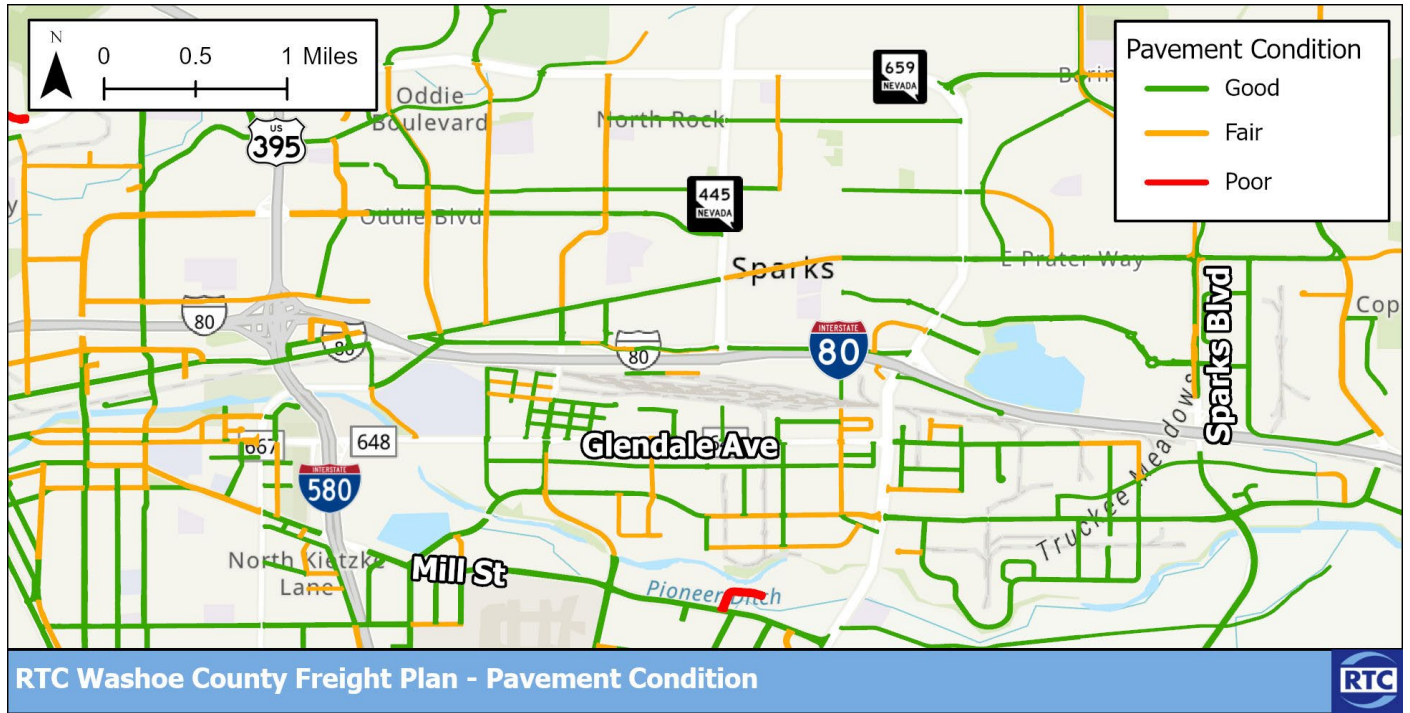 N
0 0.5 1 Miles
Pavement Condition
Good
Fair
Poor
Oddie
Boulevard
North Rock
659
NEVADA
US
395
445
NEVADA
Oddie Blvd
Sparks
E Prater Way
Sparks Blvd
80
80
80
INTERSTATE
80
Glendale Ave
667
648
INTERSTATE
580
Truckee Meadows
North Kietzke
Lane
Mill St
Pioneer Ditch
RTC Washoe County Freight Plan - Pavement Condition
RTC